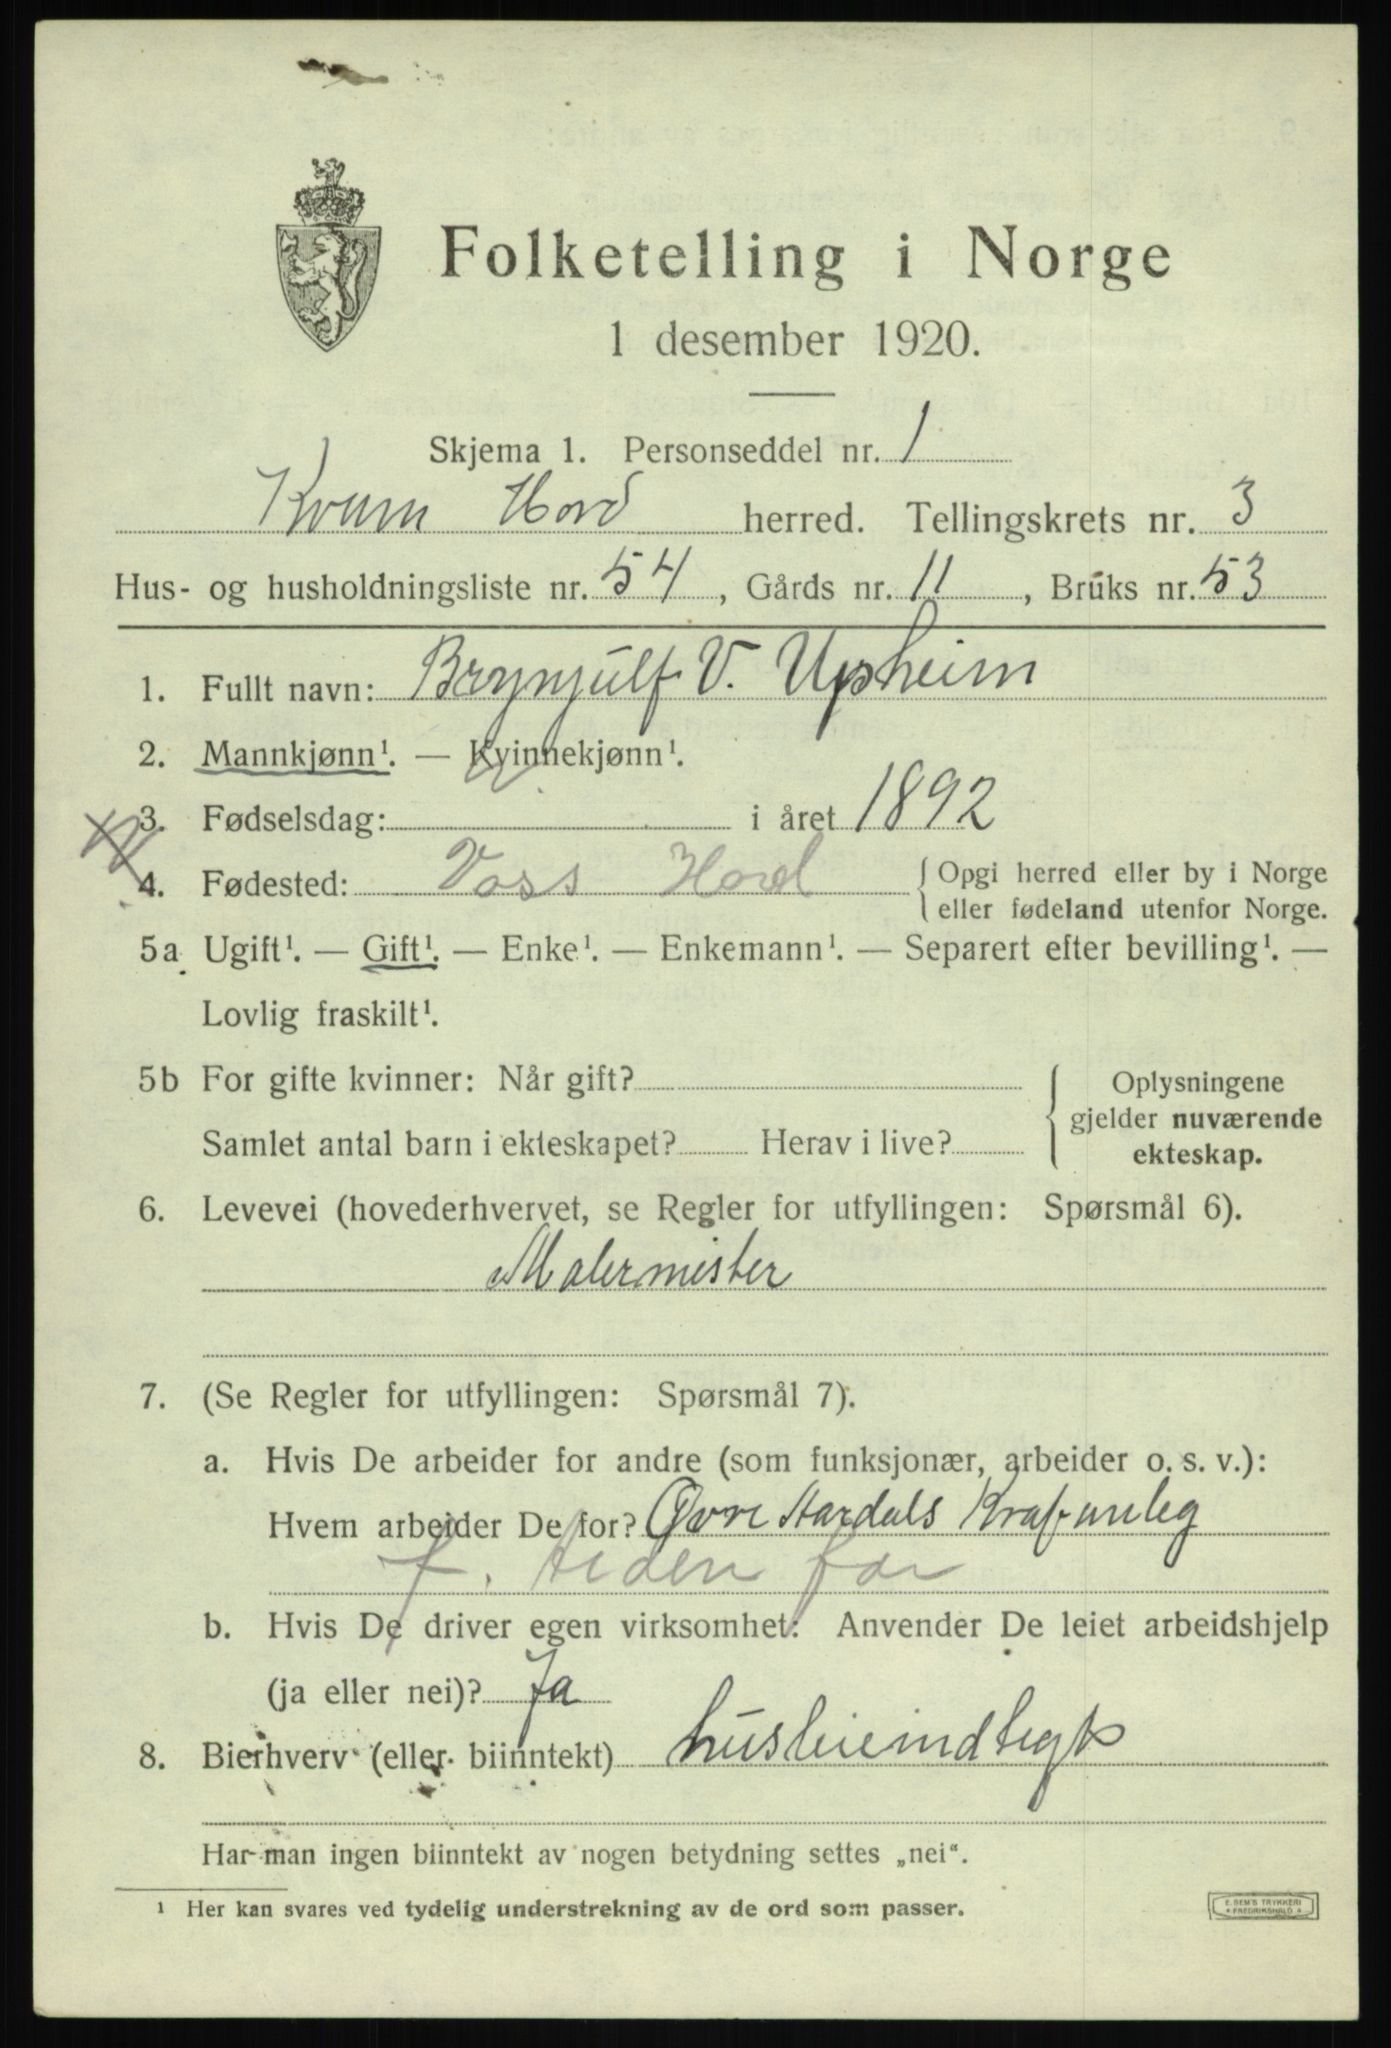 Folketelling i Norge
1 desember 1920.
Skjema 1. Personseddel nr. 1
Kvam Hord herred. Tellingskrets nr. 3
Hus- og husholdningsliste nr. 54, Gårds nr. 11, Bruks nr. 53
1. Fullt navn: Brynjulf V. Upheim
2. Mannkjønn¹. — Kvinnekjønn¹.
3. Fødselsdag: i året 1892
4. Fødested: Voss Hord { Opgi herred eller by i Norge
eller fødeland utenfor Norge.
5a Ugift¹. — Gift¹. — Enke¹. — Enkemann¹. — Separert efter bevilling¹. —
Lovlig fraskilt¹.
5b For gifte kvinner: Når gift? { Oplysningene
gjelder nuværende
Samlet antal barn i ekteskapet? Herav i live? ekteskap.
6. Levevei (hovederhvervet, se Regler for utfyllingen: Spørsmål 6).
Malermester
7. (Se Regler for utfyllingen: Spørsmål 7).
a. Hvis De arbeider for andre (som funksjonær, arbeider o. s. v.):
Hvem arbeider De for? Øvre Aardals Krafanleg
f. tiden for
b. Hvis De driver egen virksomhet: Anvender De leiet arbeidshjelp
(ja eller nei)? Ja
8. Bierhverv (eller biinntekt) husleieindtegt
Har man ingen biinntekt av nogen betydning settes „nei“.
¹ Her kan svares ved tydelig understrekning av de ord som passer.
E. SEM'S TRYKKERI
FREDRIKSHALD